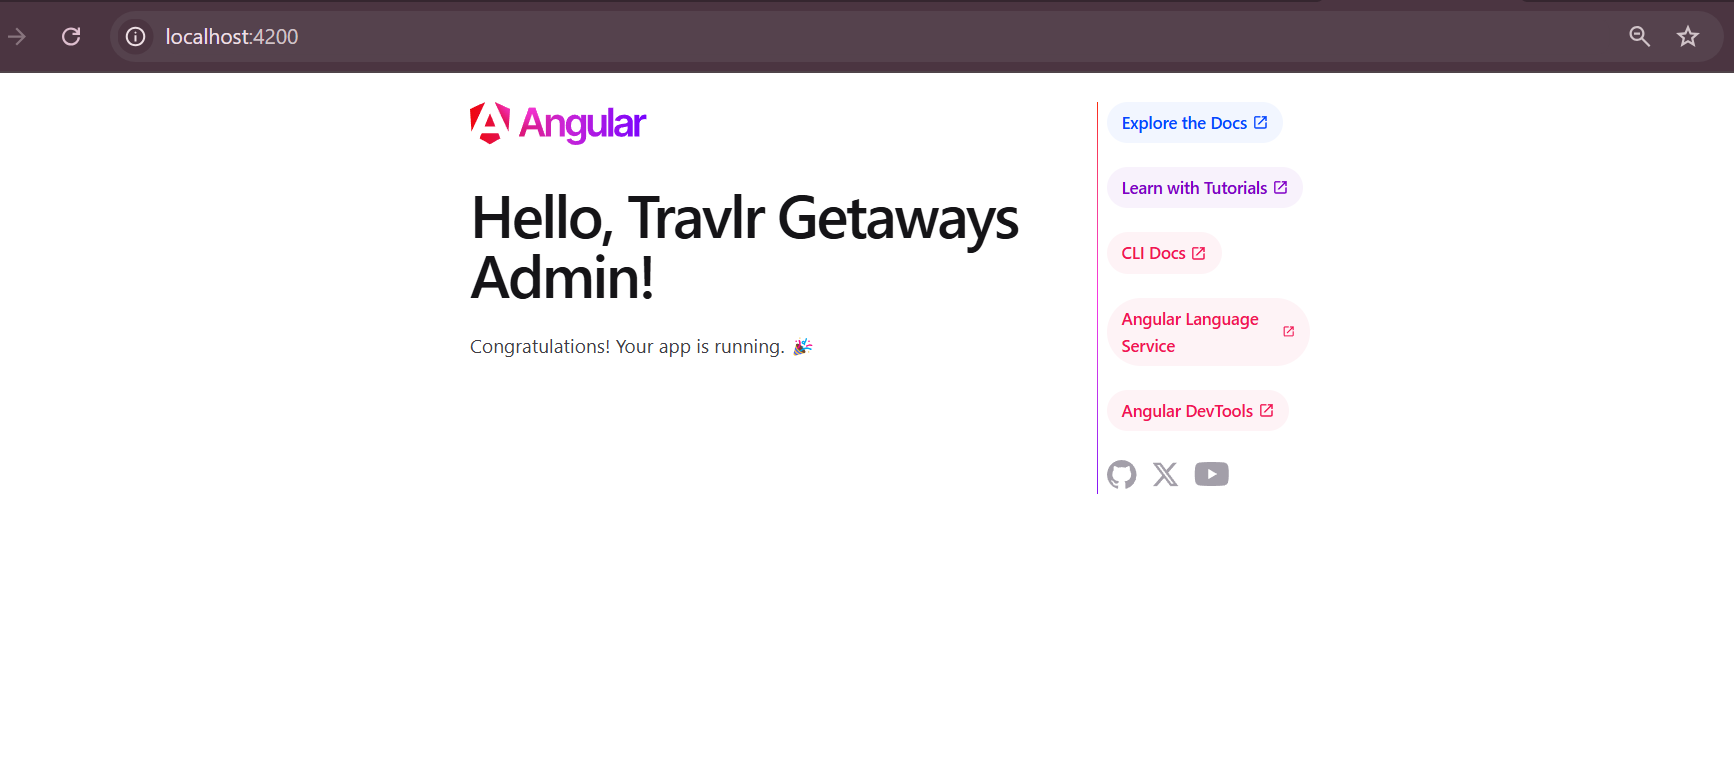 localhost:4200
Angular
Hello, Travlr Getaways
Admin!
Congratulations! Your app is running. 🎉
Explore the Docs
Learn with Tutorials
CLI Docs
Angular Language
Service
Angular DevTools